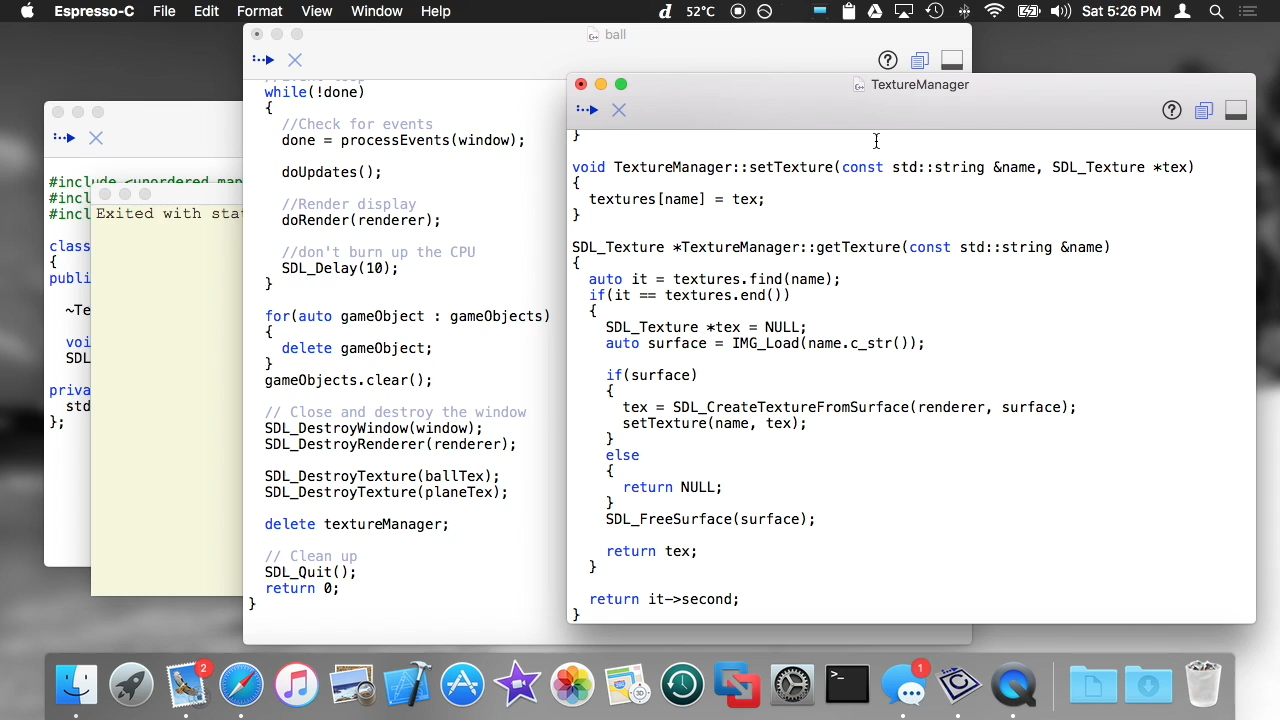 Espresso-C File Edit Format View Window Help
d 52°C Sat 5:26 PM
ball
TextureManager
#include <unordered_map
#incl
#incl
class
{
publi
~Te
voi
SDL
priva
std
};
Exited with stat
while(!done)
{
//Check for events
done = processEvents(window);
doUpdates();
//Render display
doRender(renderer);
//don't burn up the CPU
SDL_Delay(10);
}
for(auto gameObject : gameObjects)
{
delete gameObject;
}
gameObjects.clear();
// Close and destroy the window
SDL_DestroyWindow(window);
SDL_DestroyRenderer(renderer);
SDL_DestroyTexture(ballTex);
SDL_DestroyTexture(planeTex);
delete textureManager;
// Clean up
SDL_Quit();
return 0;
}
}
void TextureManager::setTexture(const std::string &name, SDL_Texture *tex)
{
textures[name] = tex;
}
SDL_Texture *TextureManager::getTexture(const std::string &name)
{
auto it = textures.find(name);
if(it == textures.end())
{
SDL_Texture *tex = NULL;
auto surface = IMG_Load(name.c_str());
if(surface)
{
tex = SDL_CreateTextureFromSurface(renderer, surface);
setTexture(name, tex);
}
else
{
return NULL;
}
SDL_FreeSurface(surface);
return tex;
}
return it->second;
}
2
1